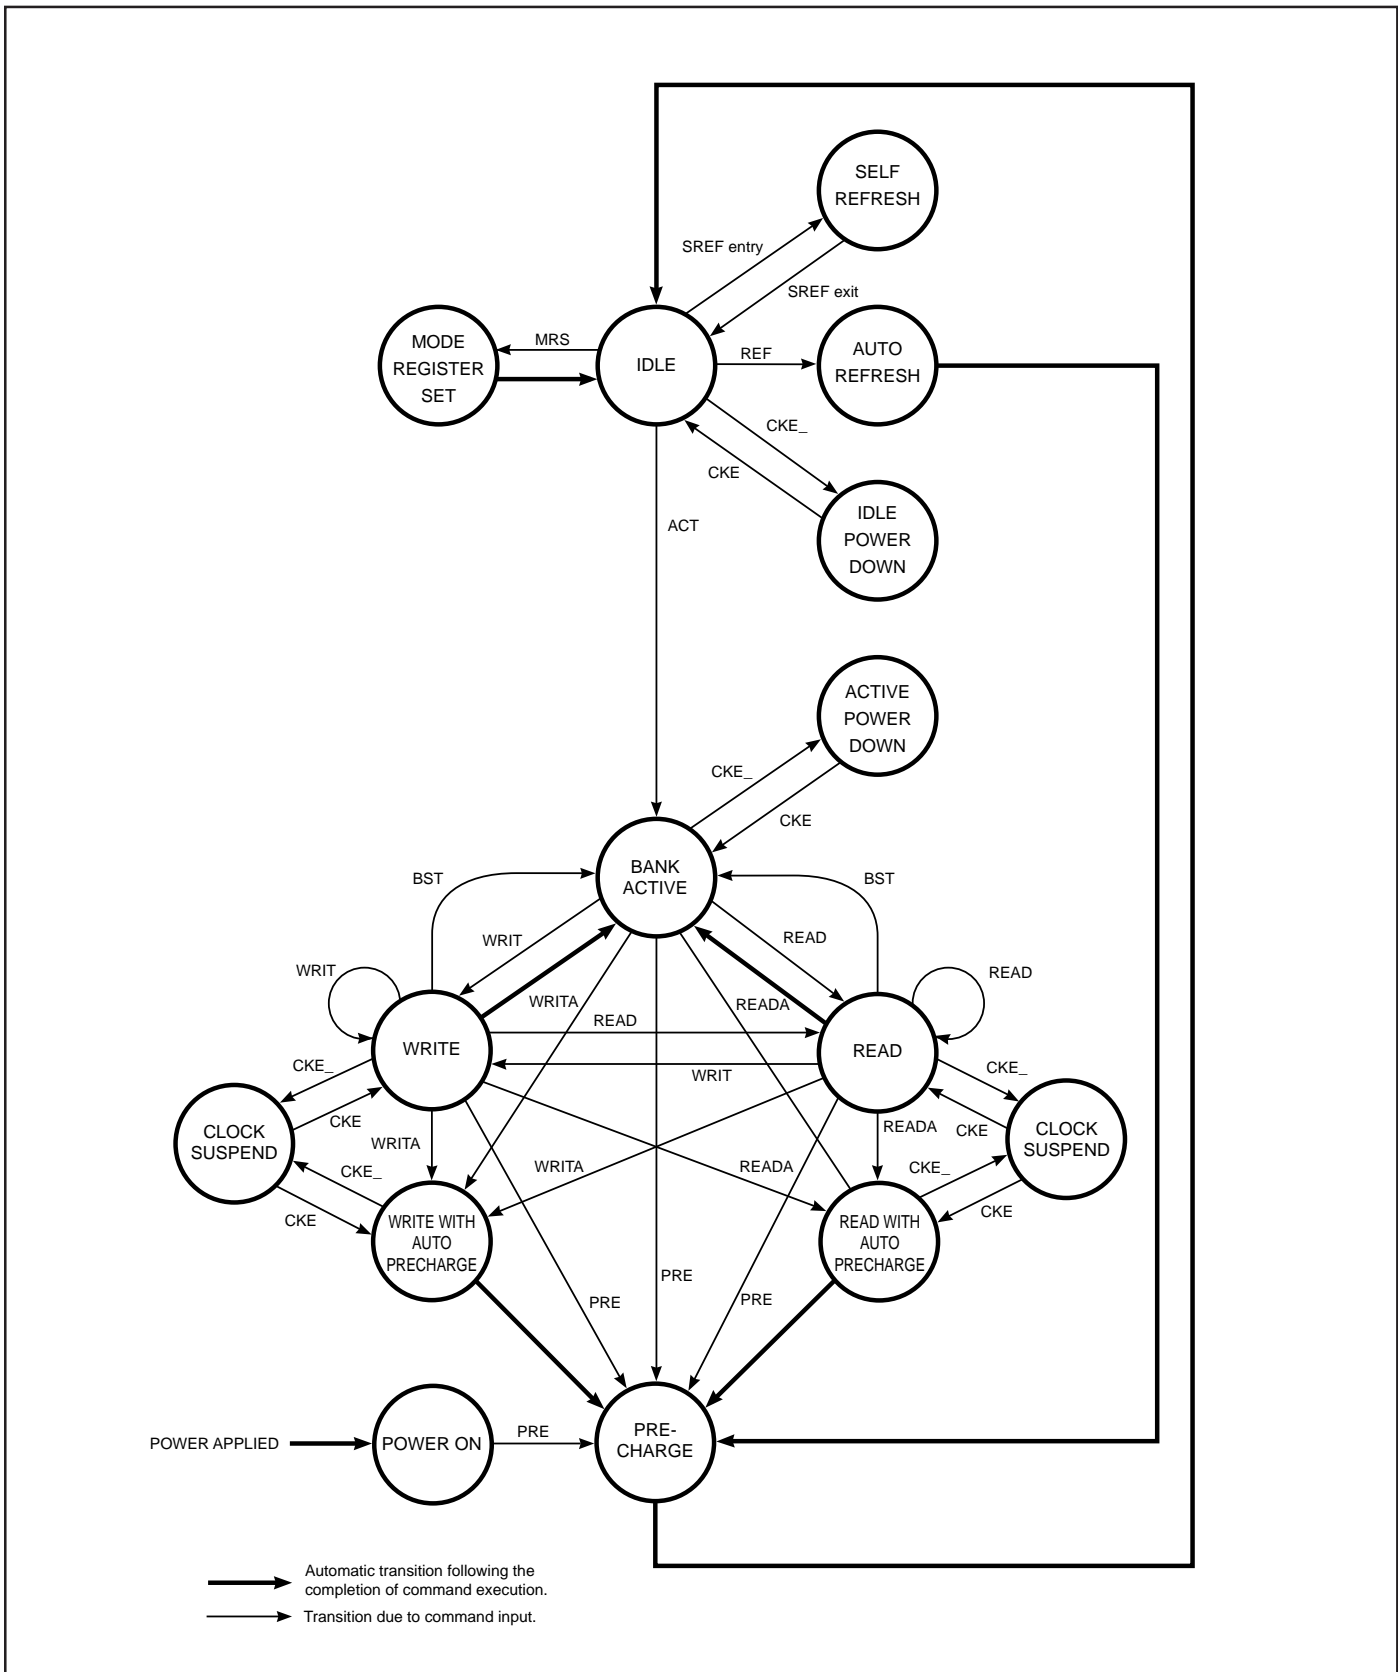 SELF
REFRESH
SREF entry
SREF exit
MODE
REGISTER
SET
MRS
IDLE
REF
AUTO
REFRESH
CKE_
CKE
IDLE
POWER
DOWN
ACT
ACTIVE
POWER
DOWN
CKE_
CKE
BANK
ACTIVE
BST
BST
WRIT
READ
WRIT
READ
WRITA
READA
READ
WRITE
READ
WRIT
CKE_
CKE_
CKE
CKE
CLOCK
SUSPEND
CLOCK
SUSPEND
WRITA
READA
WRITA
READA
CKE_
CKE_
CKE
CKE
WRITE WITH
AUTO
PRECHARGE
READ WITH
AUTO
PRECHARGE
PRE
PRE
PRE
POWER APPLIED
POWER ON
PRE
PRE-
CHARGE
Automatic transition following the
completion of command execution.
Transition due to command input.